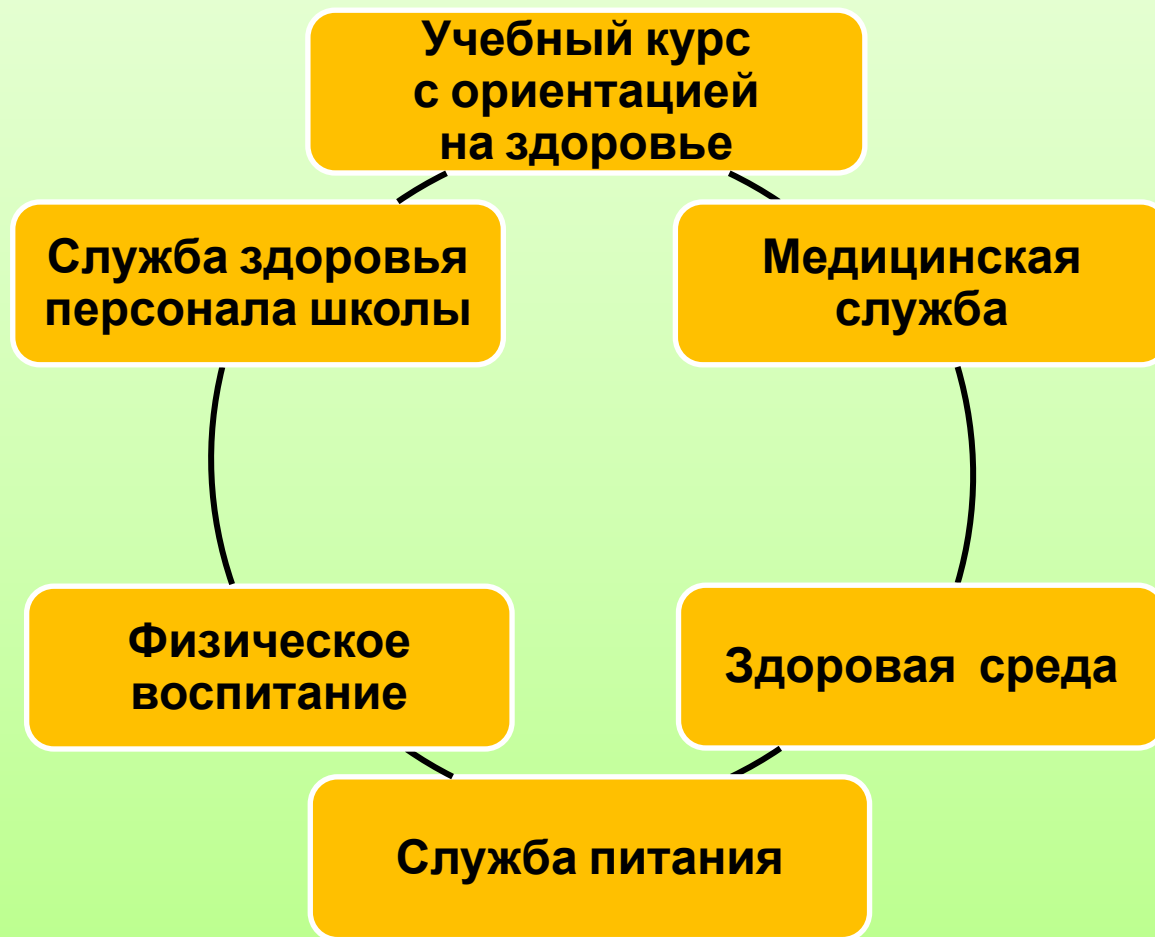 Учебный курс
с ориентацией
на здоровье
Служба здоровья
персонала школы
Медицинская
служба
Физическое
воспитание
Здоровая среда
Служба питания